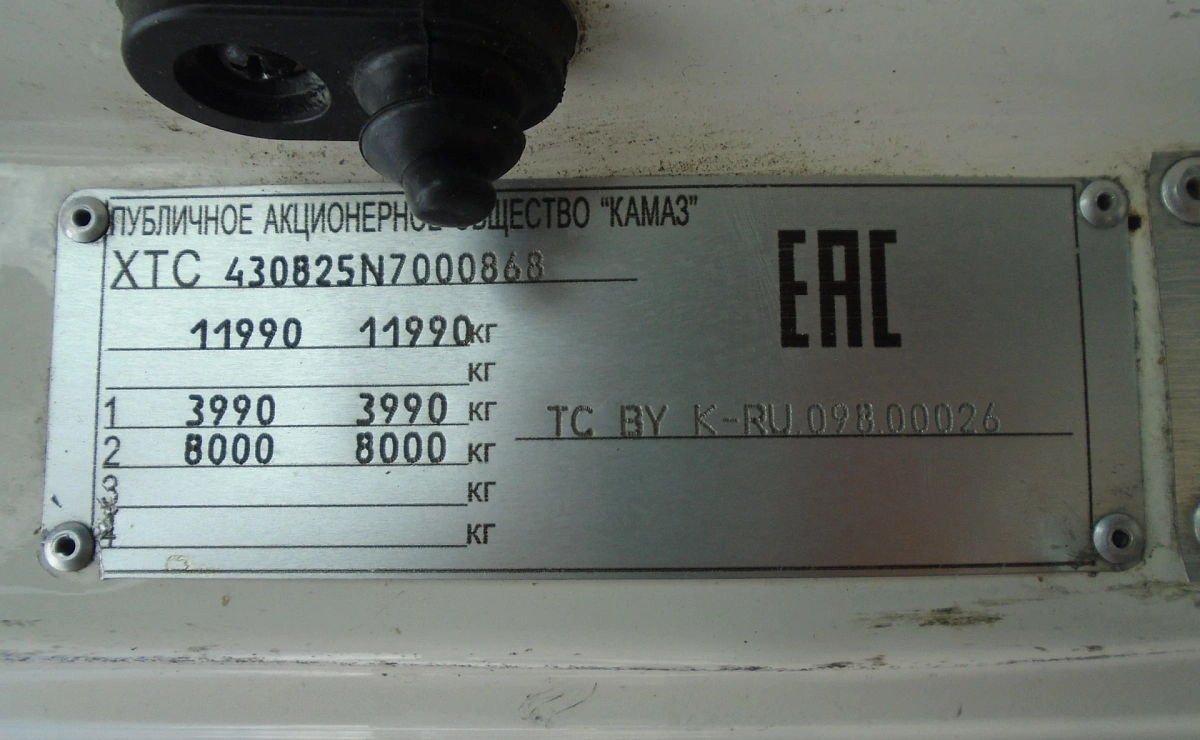 ПУБЛИЧНОЕ АКЦИОНЕРНОЕ ОБЩЕСТВО "КАМАЗ"
XTC 430825N7000868
EAC
11990 11990 кг
кг
1 3990 3990 кг
TC BY K-RU.098.00026
2 8000 8000 кг
3 кг
4 кг